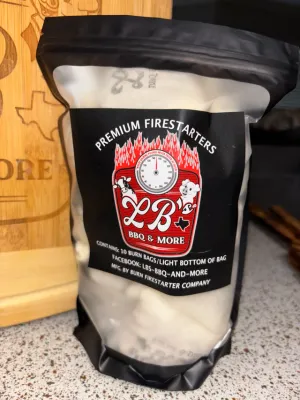 PREMIUM FIRESTARTERS
LB's
BBQ & MORE
CONTAINS 10 BURN BAGS/LIGHT BOTTOM OF BAG
FACEBOOK: LBS-BBQ-AND-MORE
MFG. BY BURN FIRESTARTER COMPANY
MORE